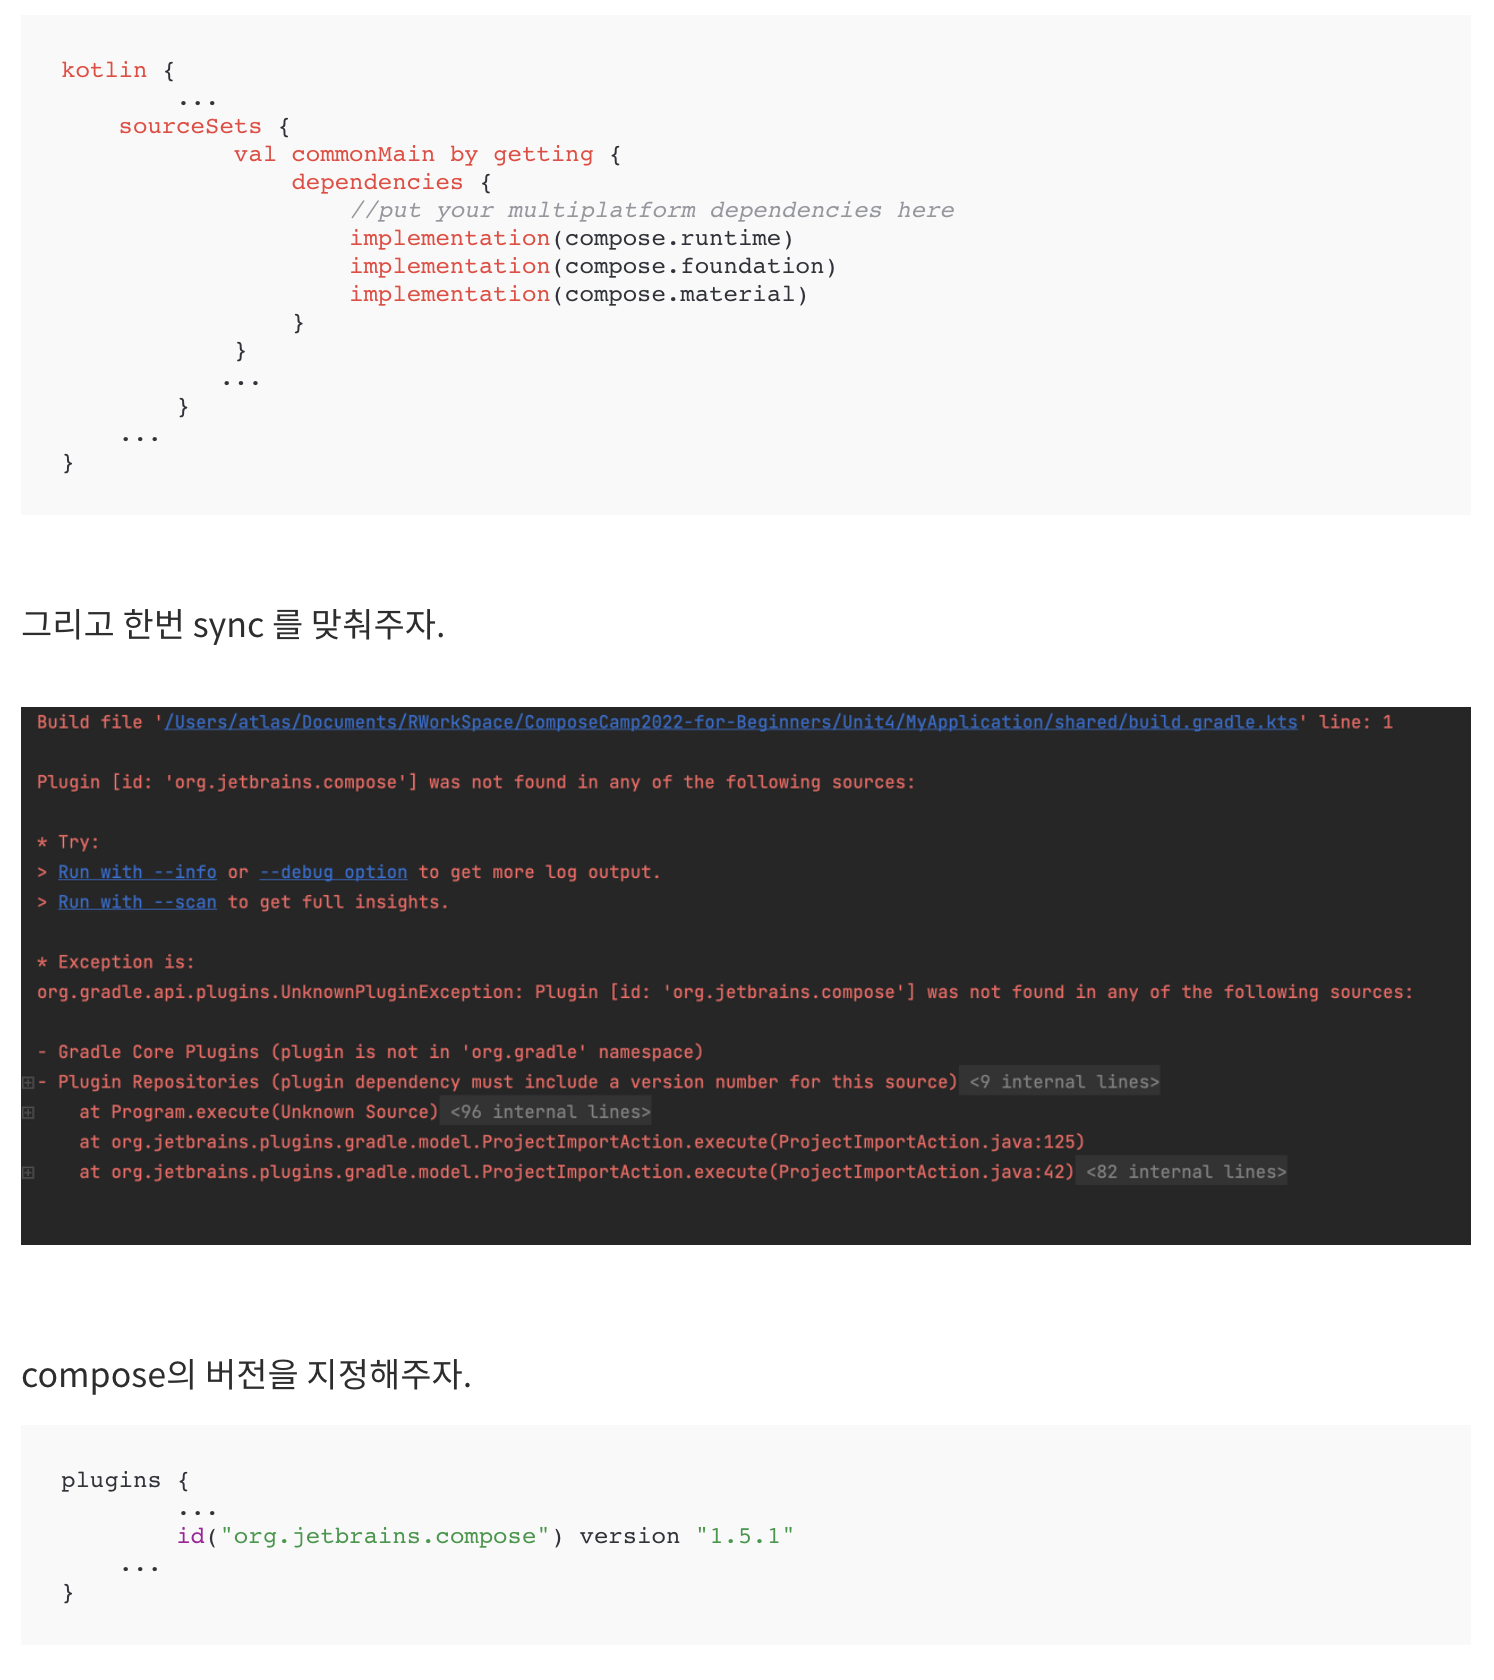 kotlin {
...
sourceSets {
val commonMain by getting {
dependencies {
//put your multiplatform dependencies here
implementation(compose.runtime)
implementation(compose.foundation)
implementation(compose.material)
}
}
...
}
...
}
그리고 한번 sync 를 맞춰주자.
Build file '/Users/atlas/Documents/RWorkSpace/ComposeCamp2022-for-Beginners/Unit4/MyApplication/shared/build.gradle.kts' line: 1
Plugin [id: 'org.jetbrains.compose'] was not found in any of the following sources:
* Try:
> Run with --info or --debug option to get more log output.
> Run with --scan to get full insights.
* Exception is:
org.gradle.api.plugins.UnknownPluginException: Plugin [id: 'org.jetbrains.compose'] was not found in any of the following sources:
- Gradle Core Plugins (plugin is not in 'org.gradle' namespace)
- Plugin Repositories (plugin dependency must include a version number for this source) <9 internal lines>
at Program.execute(Unknown Source) <96 internal lines>
at org.jetbrains.plugins.gradle.model.ProjectImportAction.execute(ProjectImportAction.java:125)
at org.jetbrains.plugins.gradle.model.ProjectImportAction.execute(ProjectImportAction.java:42) <82 internal lines>
compose의 버전을 지정해주자.
plugins {
...
id("org.jetbrains.compose") version "1.5.1"
...
}